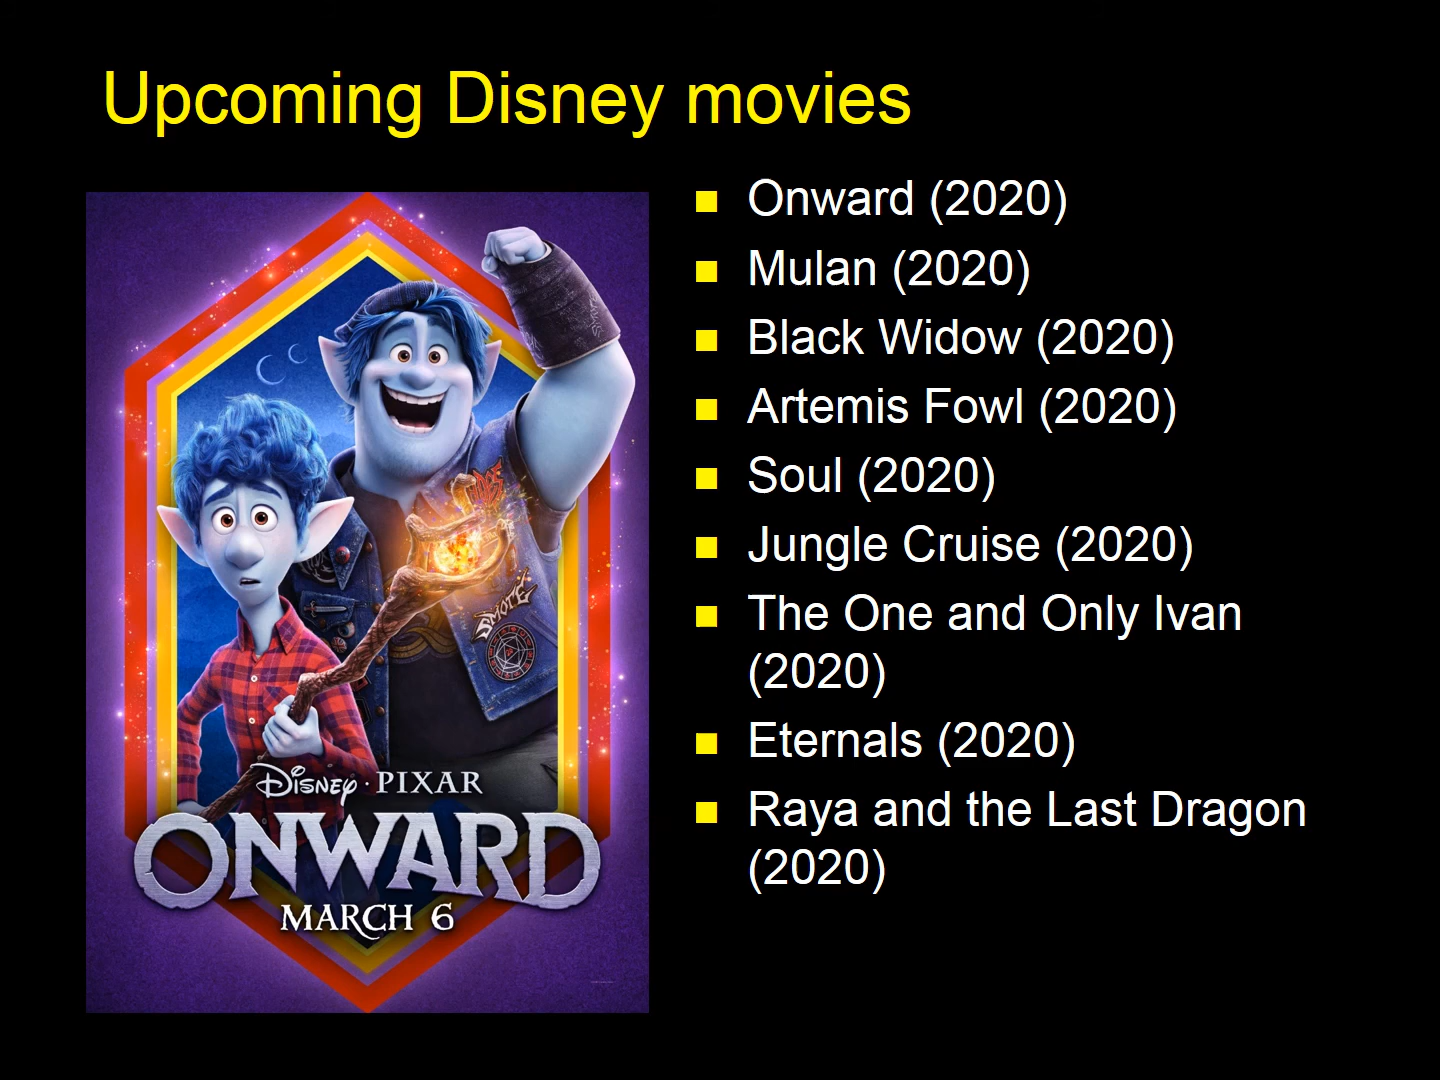 Upcoming Disney movies
Onward (2020)
Mulan (2020)
Black Widow (2020)
Artemis Fowl (2020)
Soul (2020)
Jungle Cruise (2020)
The One and Only Ivan
(2020)
Eternals (2020)
Raya and the Last Dragon
(2020)
SMOTE
Disney · PIXAR
ONWARD
MARCH 6